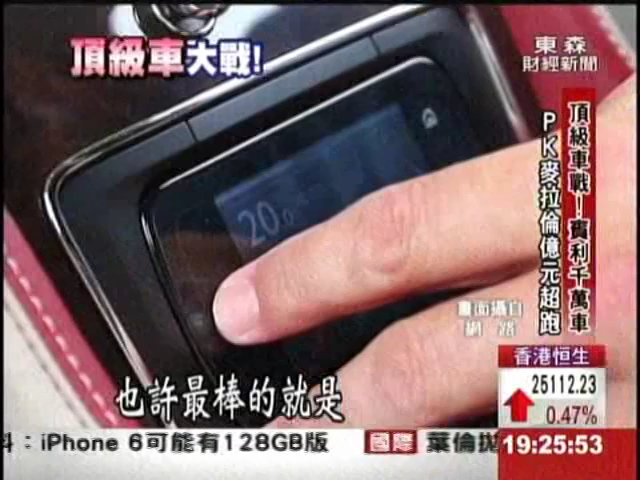 頂級車大戰!
東森
財經新聞
頂級車戰!賓利千萬車
PK麥拉倫億元超跑
20.0
畫面攝自
網路
香港恒生
25112.23
0.47%
也許最棒的就是
:iPhone 6可能有128GB版 國際 葉倫拋
19:25:53